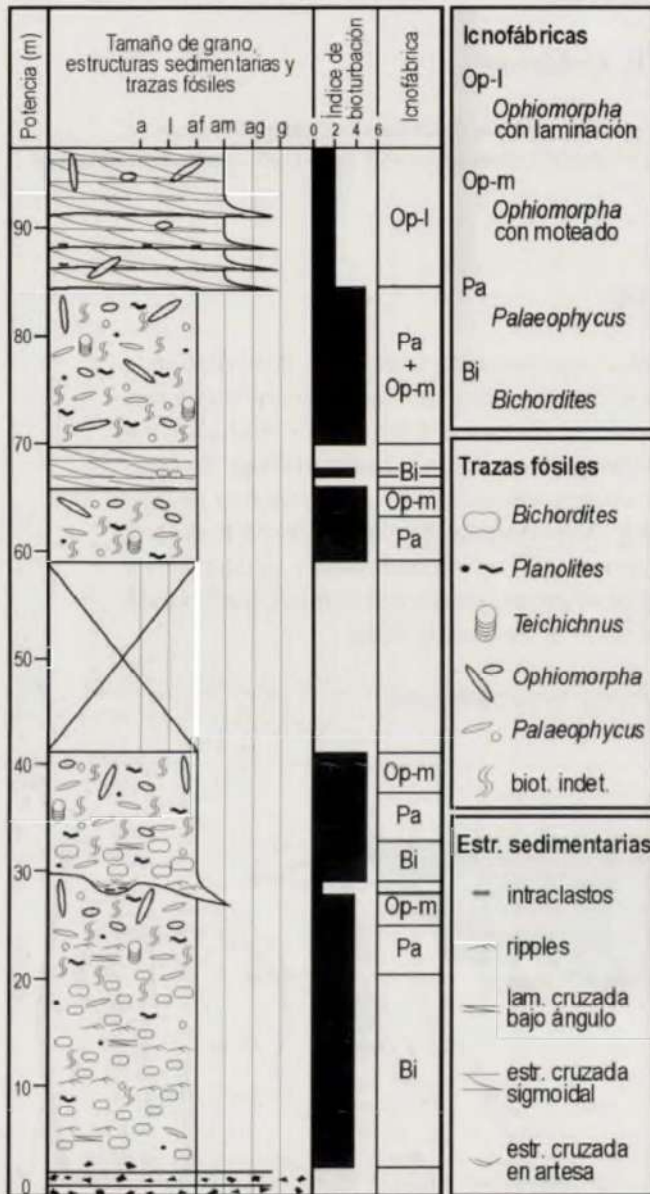 Potencia (m)
Tamaño de grano,
estructuras sedimentarias y
trazas fósiles
a l af am ag g
Índice de
bioturbación
0 2 4 6
Icnofábrica
90
80
70
60
50
40
30
20
10
0
Op-l
Pa
+
Op-m
Bi
Op-m
Pa
Op-m
Pa
Bi
Op-m
Pa
Bi
Icnofábricas
Op-l
Ophiomorpha
con laminación
Op-m
Ophiomorpha
con moteado
Pa
Palaeophycus
Bi
Bichordites
Trazas fósiles
Bichordites
Planolites
Teichichnus
Ophiomorpha
Palaeophycus
biot. indet.
Estr. sedimentarias
intraclastos
ripples
lam. cruzada
bajo ángulo
estr. cruzada
sigmoidal
estr. cruzada
en artesa